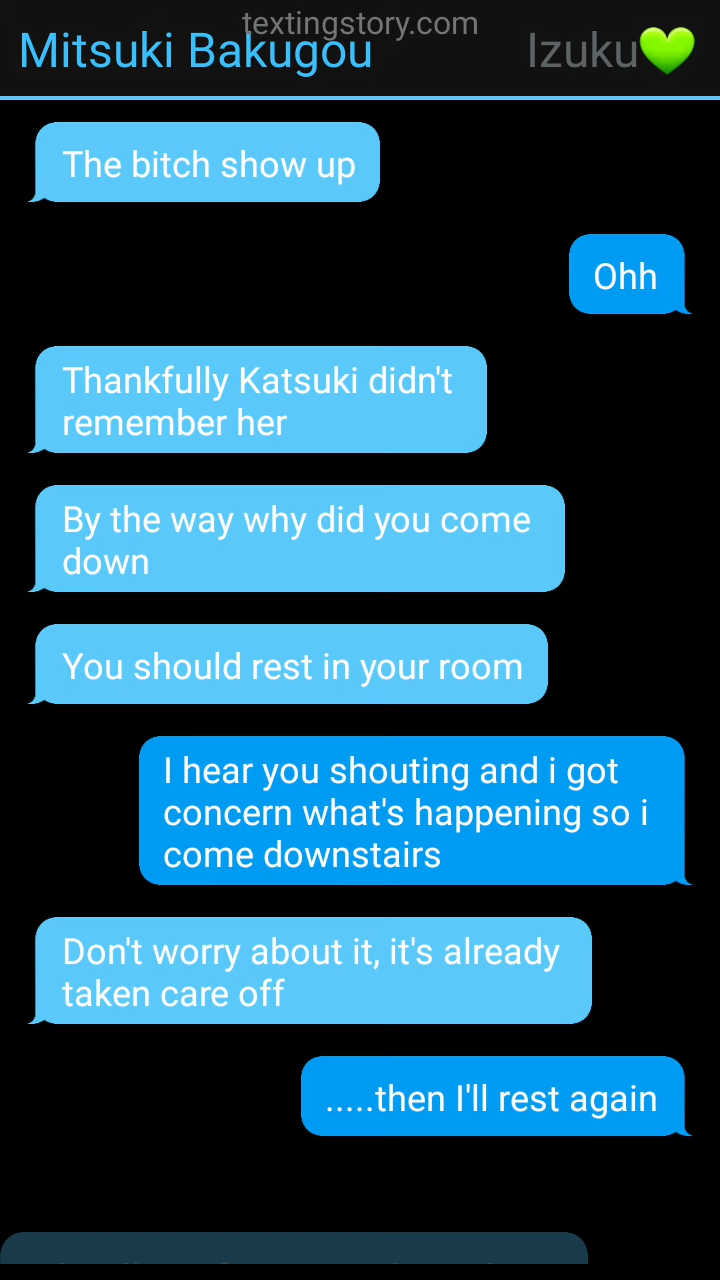 textingstory.com
Mitsuki Bakugou
Izuku💚
The bitch show up
Ohh
Thankfully Katsuki didn't
remember her
By the way why did you come
down
You should rest in your room
I hear you shouting and i got
concern what's happening so i
come downstairs
Don't worry about it, it's already
taken care off
.....then I'll rest again